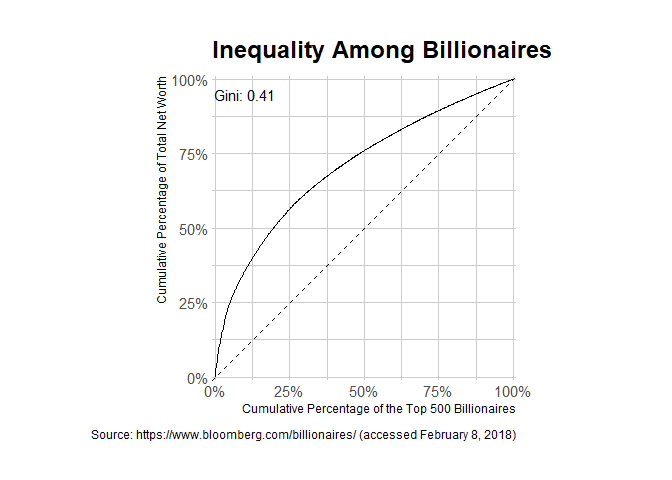 Inequality Among Billionaires
Cumulative Percentage of Total Net Worth
100%
Gini: 0.41
75%
50%
25%
0%
0%
25%
50%
75%
100%
Cumulative Percentage of the Top 500 Billionaires
Source: https://www.bloomberg.com/billionaires/ (accessed February 8, 2018)